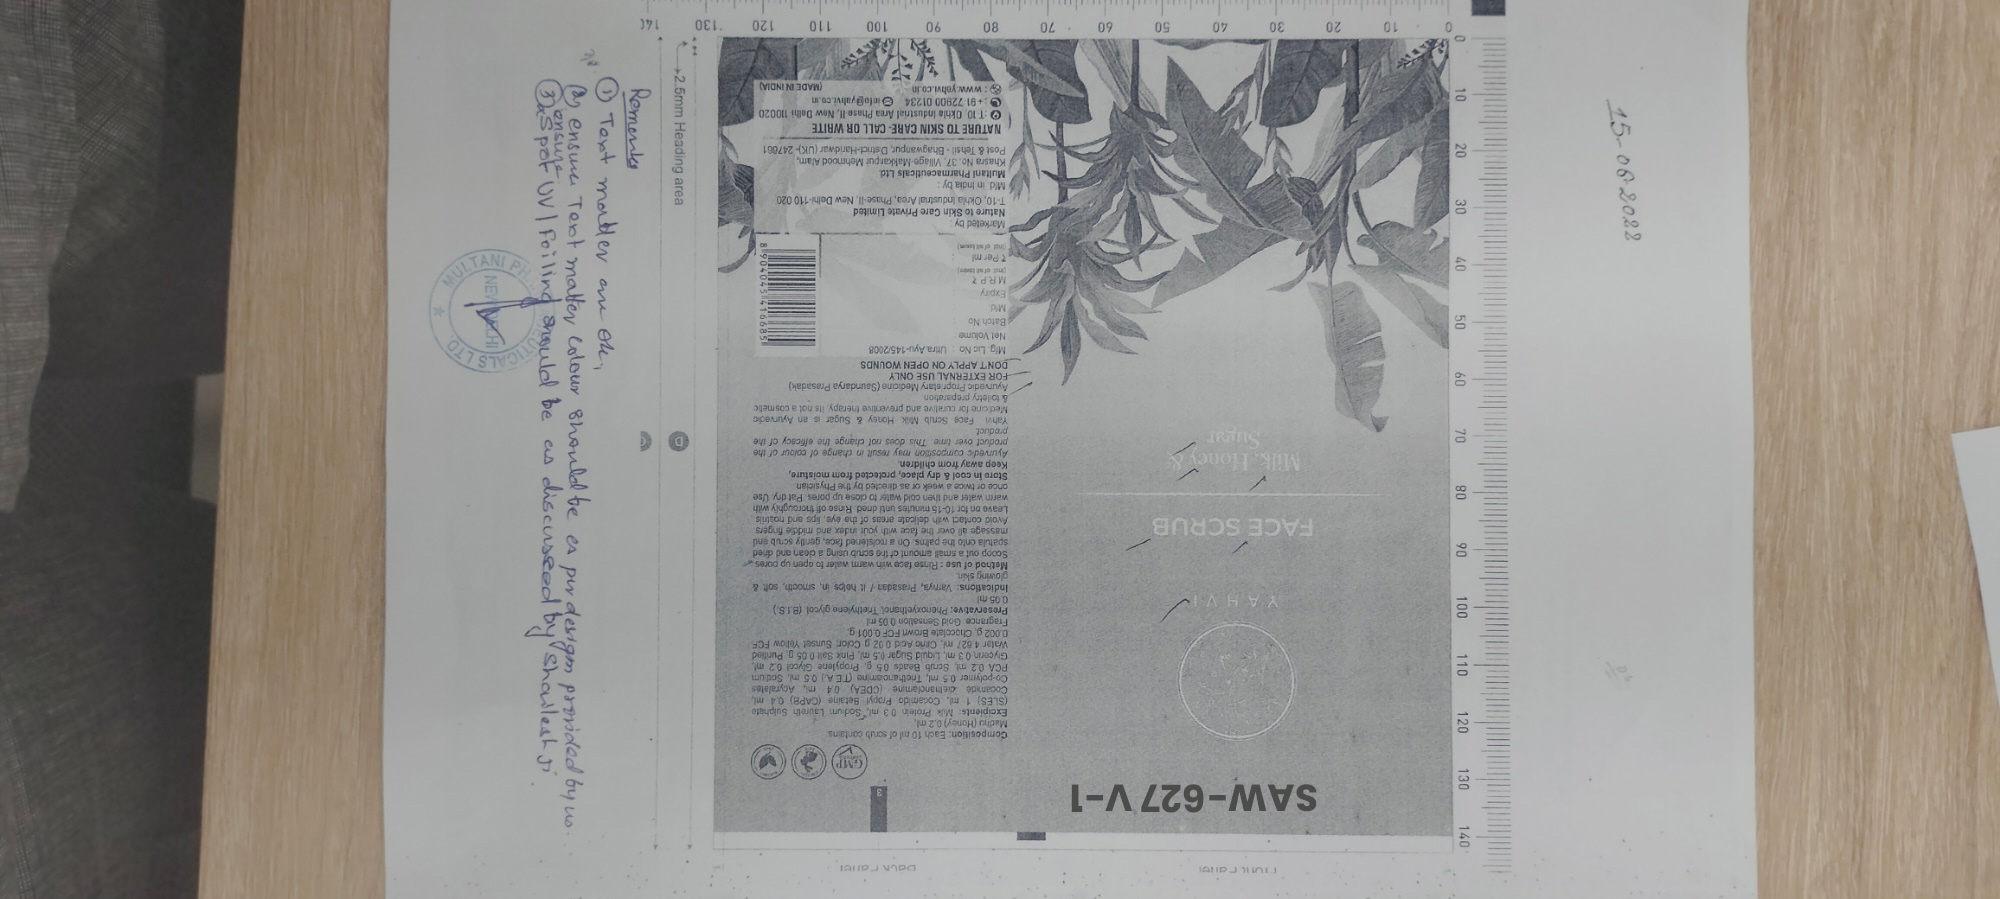 15-06-2022
Front Panel
Back Panel
SAW-627 V-1
YAHVI
FACE SCRUB
Milk, Honey &
Sugar
3
GMP
Composition: Each 10 ml of scrub contains
Madhu (Honey) 0.2 ml,
Excipients: Milk Protein 0.3 ml, Sodium Laureth Sulphate
(SLES) 1 ml, Cocamido Propyl Betaine (CAPB) 0.4 ml,
Cocamide diethanolamine (CDEA) 0.4 ml, Acyralates
Co-polymer 0.5 ml, Triethanolamine (T.E.A.) 0.5 ml, Sodium
PCA 0.2 ml, Scrub Beads 0.5 g, Propylene Glycol 0.2 ml,
Glycerin 0.3 ml, Liquid Sugar 0.5 ml, Pink Salt 0.05 g, Purified
Water 4.827 ml, Citric Acid 0.02 g Color: Sunset Yellow FCF
0.002 g, Chocolate Brown FCF 0.001 g,
Fragrance: Gold Sensation 0.05 ml
Preservative: Phenoxyethanol, Triethylene glycol (B.I.S.)
0.05 ml
Indications: Varnya, Prasadan / It helps in, smooth, soft &
glowing skin.
Method of use : Rinse face with warm water to open up pores
Scoop out a small amount of the scrub using a clean and dried
spatula onto the palms. On a moistened face, gently scrub and
massage all over the face with your index and middle fingers
Avoid contact with delicate areas of the eye, lips and nostrils,
Leave on for 10-15 minutes until dried. Rinse off thoroughly with
warm water and then cold water to close up pores. Pat dry. Use
once or twice a week or as directed by the Physician
Store in cool & dry place, protected from moisture,
Keep away from children.
Ayurvedic composition may result in change of colour of the
product over time. This does not change the efficacy of the
product.
Yahvi Face Scrub Milk Honey & Sugar is an Ayurvedic
Medicine for curative and preventive therapy. Its not a cosmetic
& toiletry preparation
Ayurvedic Proprietary Medicine (Saundarya Prasadak)
FOR EXTERNAL USE ONLY
DON'T APPLY ON OPEN WOUNDS
Mfg. Lic No : Uttra Ayu-145/2008
Net Volume
Batch No
Mfd
Expiry
M.R.P. ₹
(Incl. of all taxes)
₹ Per ml :
(Incl. of all taxes)
8 904045 416685
Marketed by :
Nature to Skin Care Private Limited
T-10, Okhla Industrial Area, Phase-II, New Delhi-110 020
Mfd in India by :
Multani Pharmaceuticals Ltd.
Khasra No. 37, Village-Makkanpur Mehmood Alam,
Post & Tehsil - Bhagwanpur, District-Haridwar (UK)- 247661
NATURE TO SKIN CARE- CALL OR WRITE
: T 10, Okhla Industrial Area Phase II, New Delhi 110020
: +91 72900 01234 info@yahvi.co.in
: www.yahvi.co.in (MADE IN INDIA)
0 10 20 30 40 50 60 70 80 90 100 110 120 130 140
0 10 20 30 40 50 60 70 80 90 100 110 120 130 140
2.5mm Heading area
Remarks
① Text matter are ok,
② ensure Text matter colour should be as per design provided by us.
③ ensure Spot UV/Foiling should be as discussed by Shailesh ji.
MULTANI PHARMACEUTICALS LTD
NEW DELHI